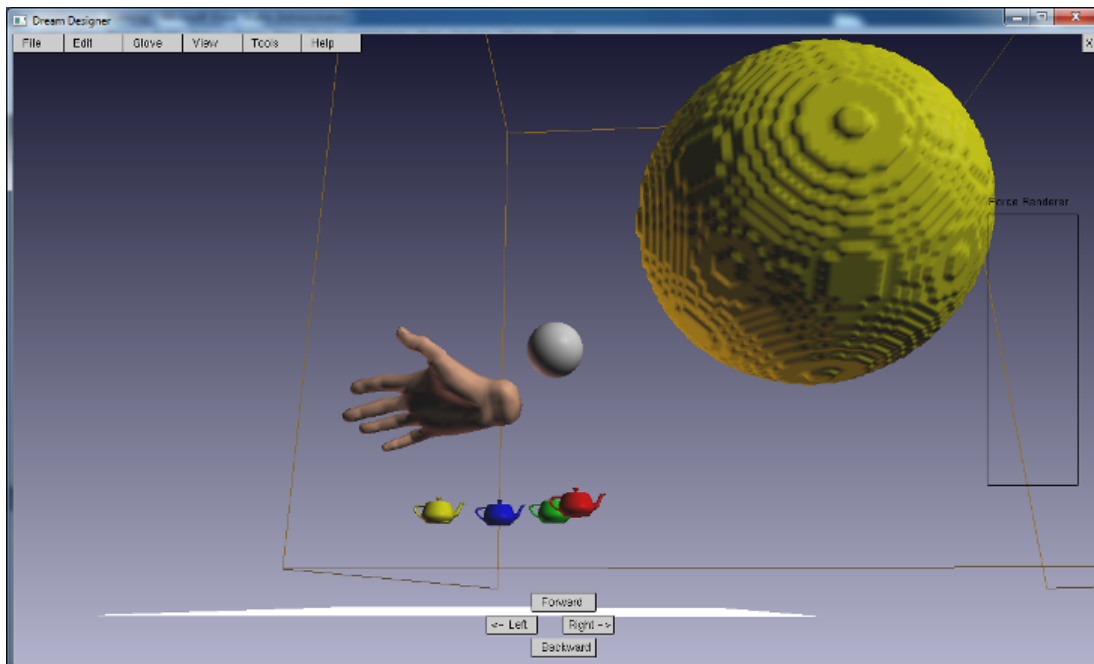 Dream Designer
File Edit Glove View Tools Help X
Force Renderer
Forward
<- Left Right ->
Backward